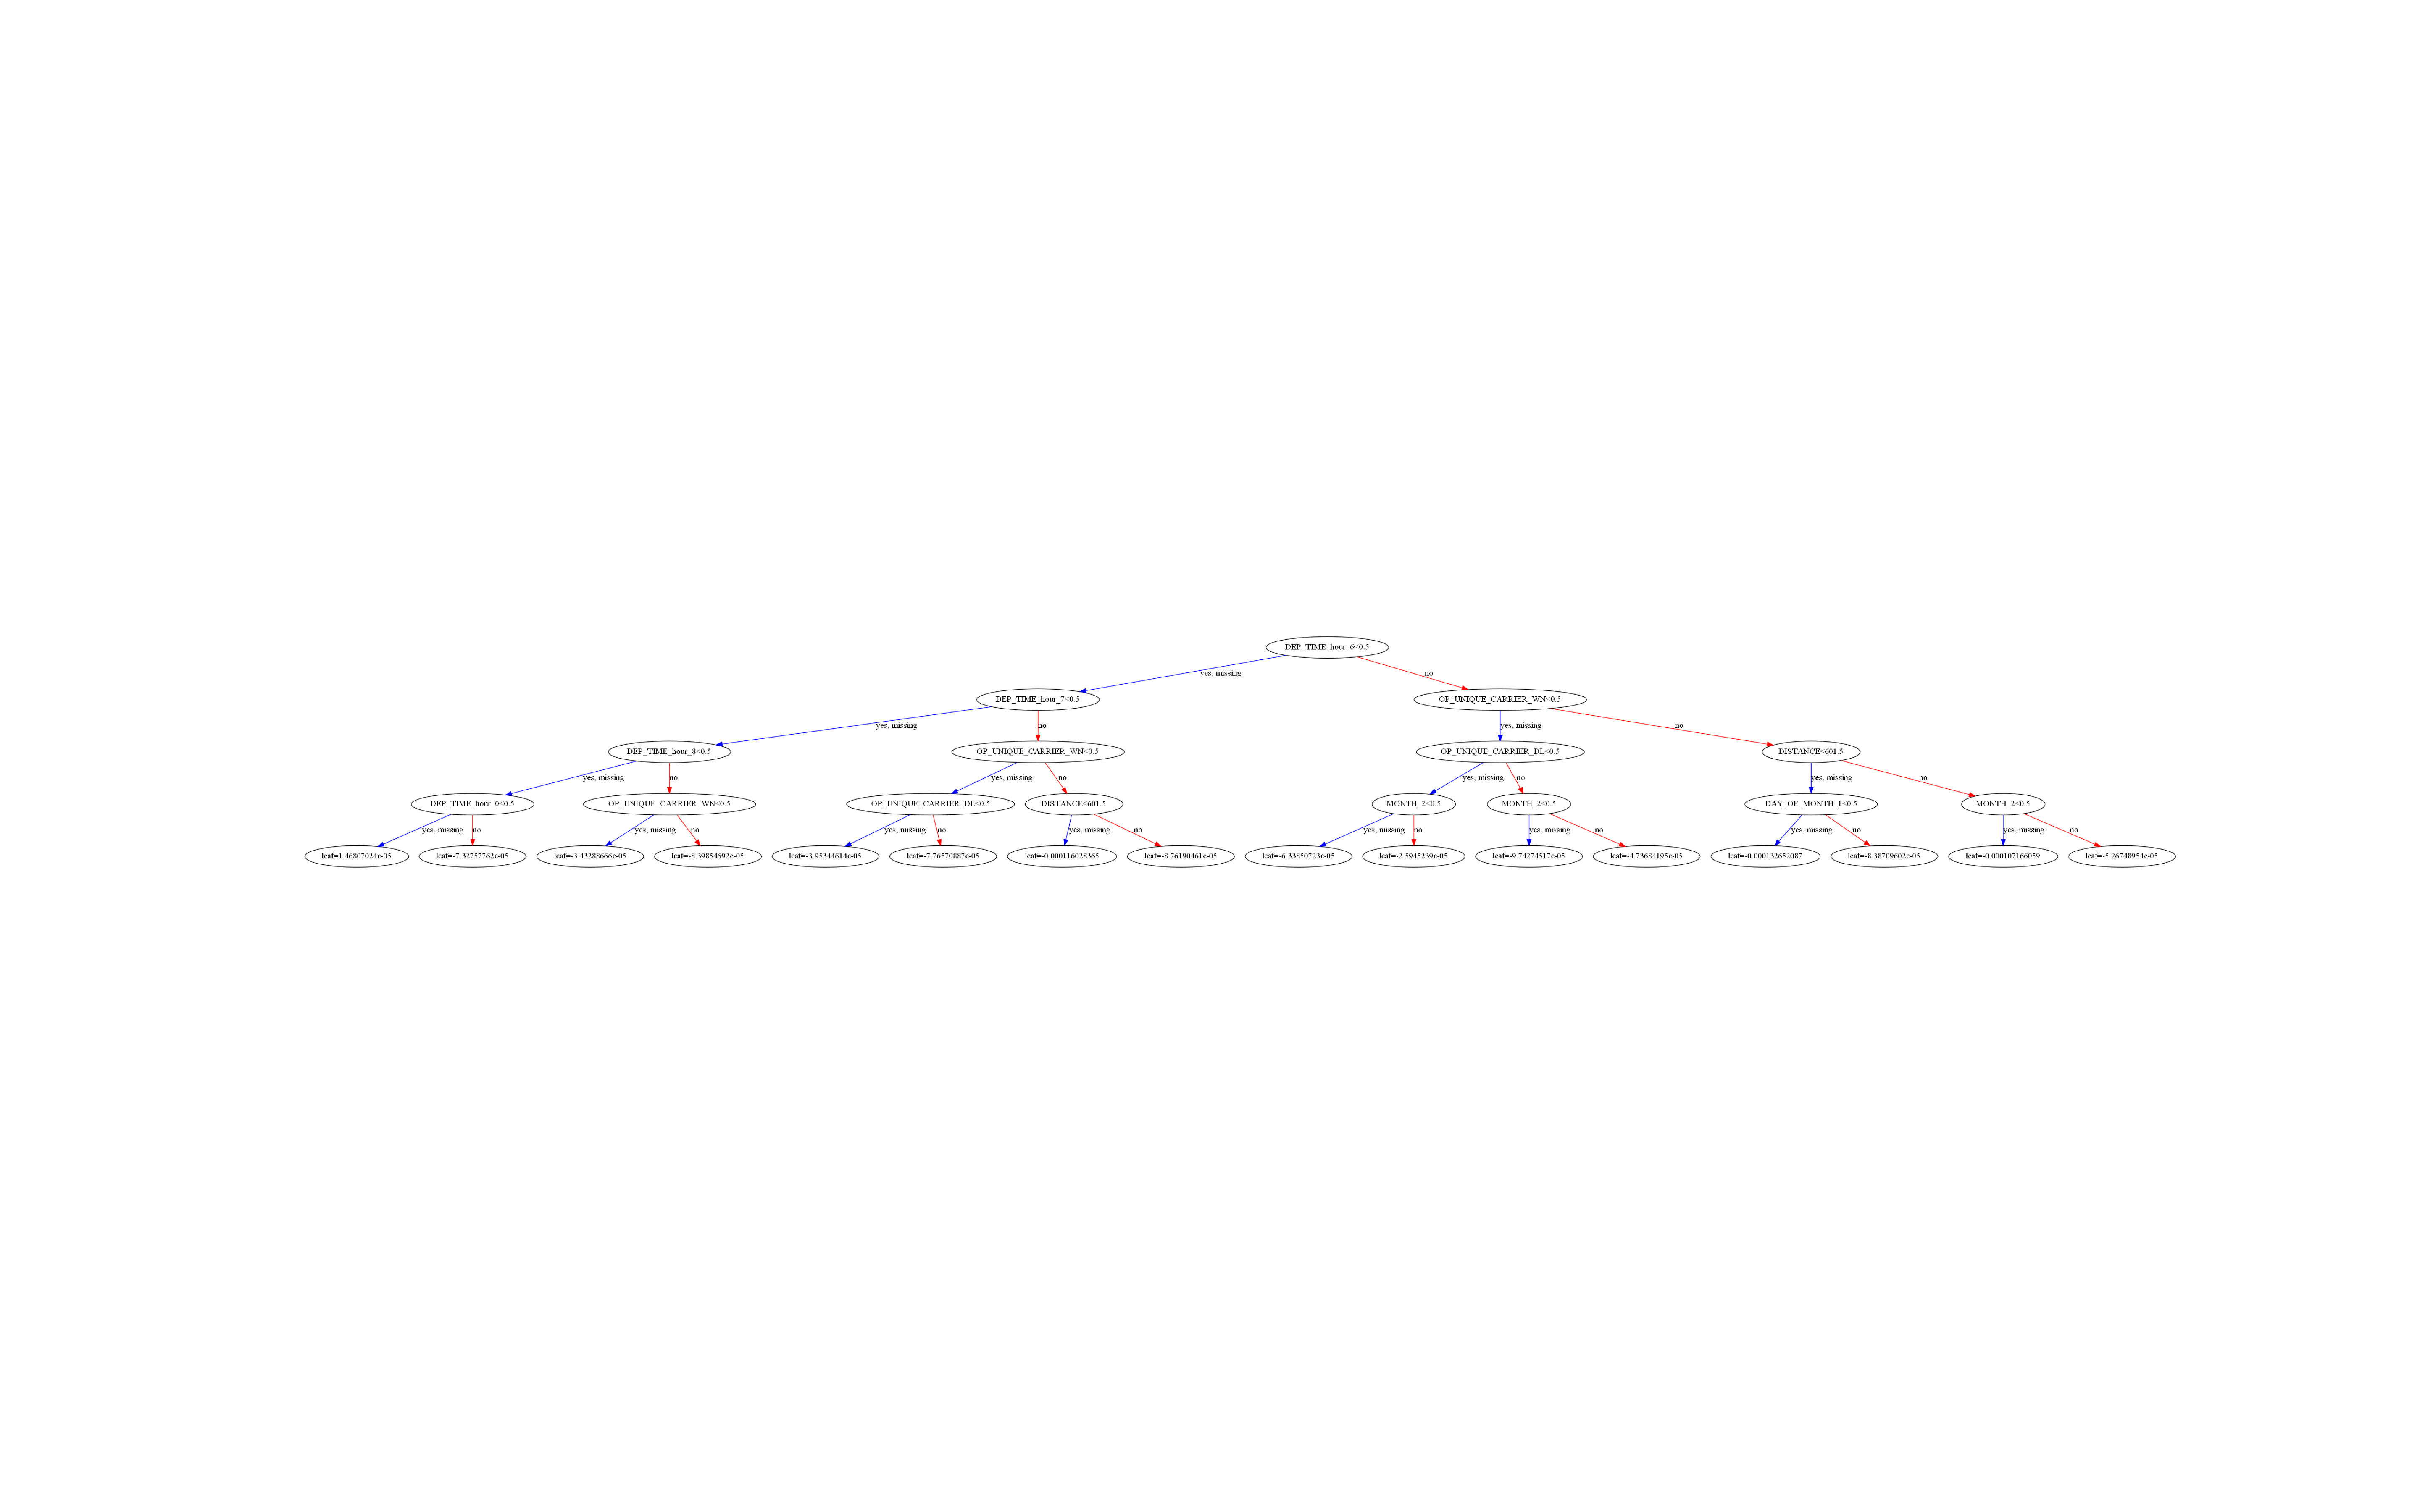 DEP_TIME_hour_6<0.5
yes, missing
no
DEP_TIME_hour_7<0.5
OP_UNIQUE_CARRIER_WN<0.5
yes, missing
no
yes, missing
no
DEP_TIME_hour_8<0.5
OP_UNIQUE_CARRIER_WN<0.5
OP_UNIQUE_CARRIER_DL<0.5
DISTANCE<601.5
yes, missing
no
yes, missing
no
yes, missing
no
yes, missing
no
DEP_TIME_hour_0<0.5
OP_UNIQUE_CARRIER_WN<0.5
OP_UNIQUE_CARRIER_DL<0.5
DISTANCE<601.5
MONTH_2<0.5
MONTH_2<0.5
DAY_OF_MONTH_1<0.5
MONTH_2<0.5
yes, missing
no
yes, missing
no
yes, missing
no
yes, missing
no
yes, missing
no
yes, missing
no
yes, missing
no
yes, missing
no
leaf=1.46807024e-05
leaf=-7.32757762e-05
leaf=-3.43288666e-05
leaf=-8.39854692e-05
leaf=-3.95344614e-05
leaf=-7.76570887e-05
leaf=-0.000116028365
leaf=-8.76190461e-05
leaf=-6.33850723e-05
leaf=-2.5945239e-05
leaf=-9.74274517e-05
leaf=-4.73684195e-05
leaf=-0.000132652087
leaf=-8.38709602e-05
leaf=-0.000107166059
leaf=-5.26748954e-05